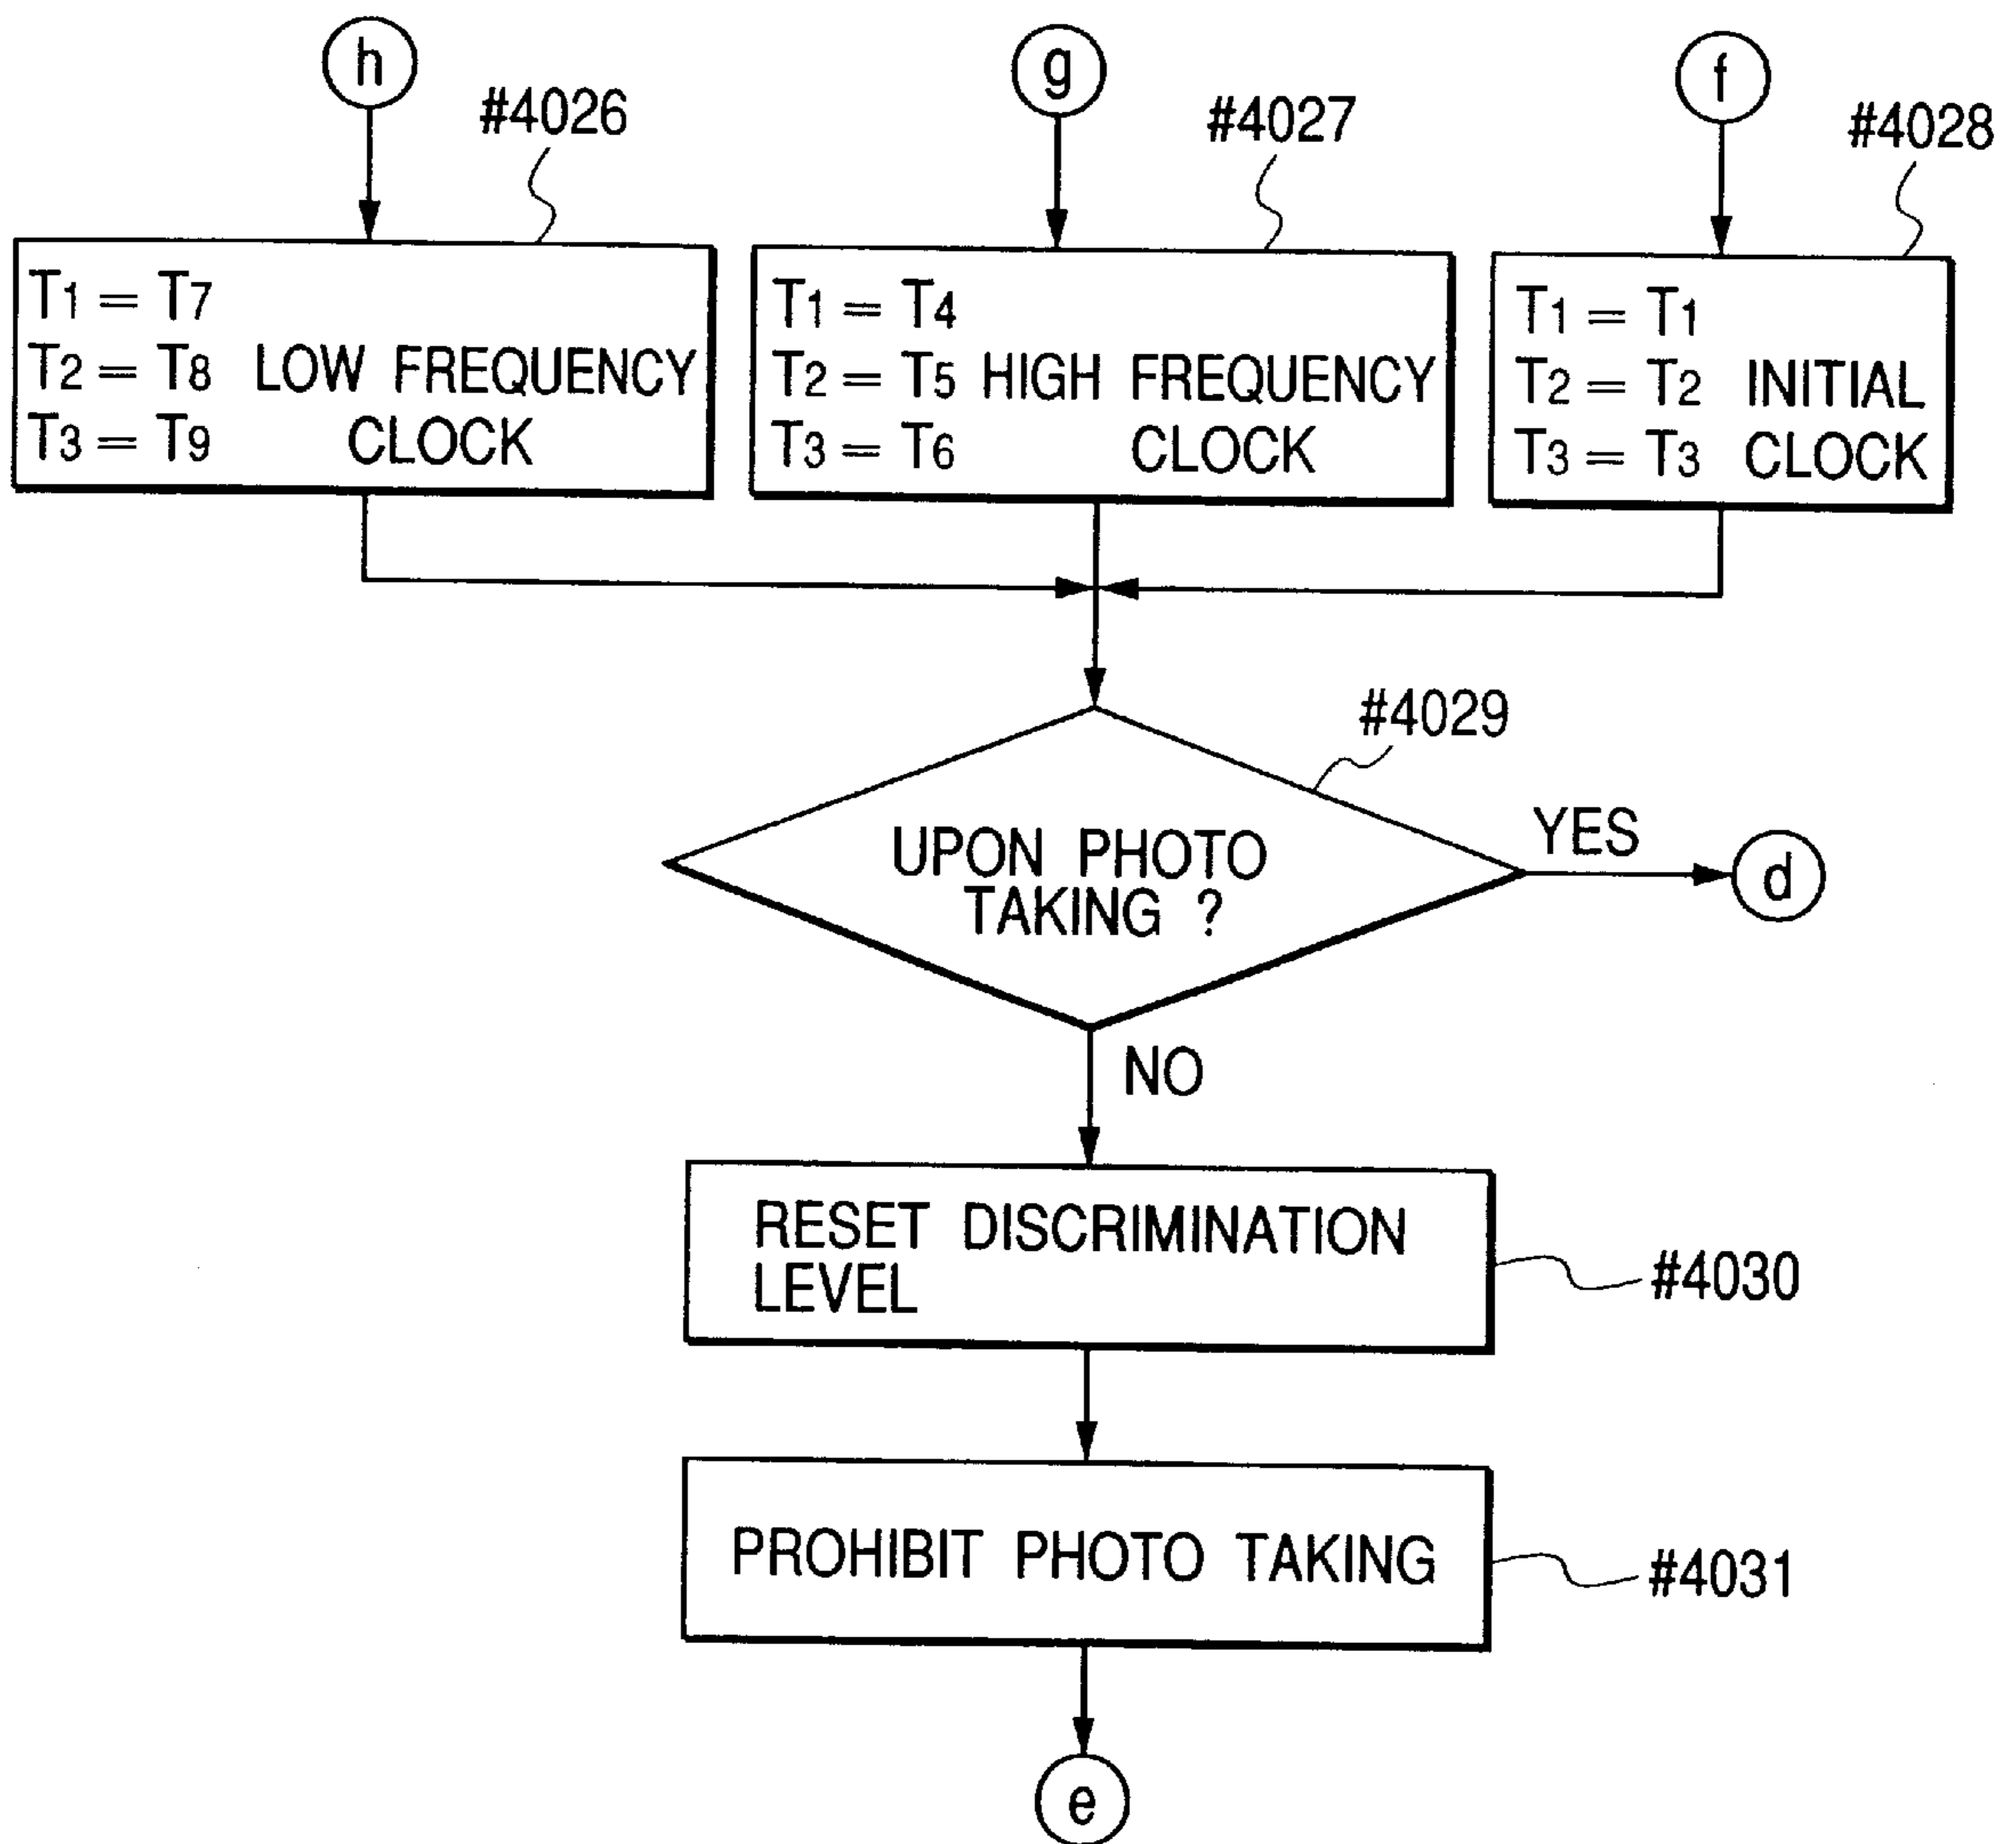 h
g
f
#4026
#4027
#4028
T1 = T7
T2 = T8 LOW FREQUENCY
T3 = T9 CLOCK
T1 = T4
T2 = T5 HIGH FREQUENCY
T3 = T6 CLOCK
T1 = T1
T2 = T2 INITIAL
T3 = T3 CLOCK
#4029
UPON PHOTO
TAKING ?
YES
d
NO
RESET DISCRIMINATION
LEVEL
#4030
PROHIBIT PHOTO TAKING
#4031
e